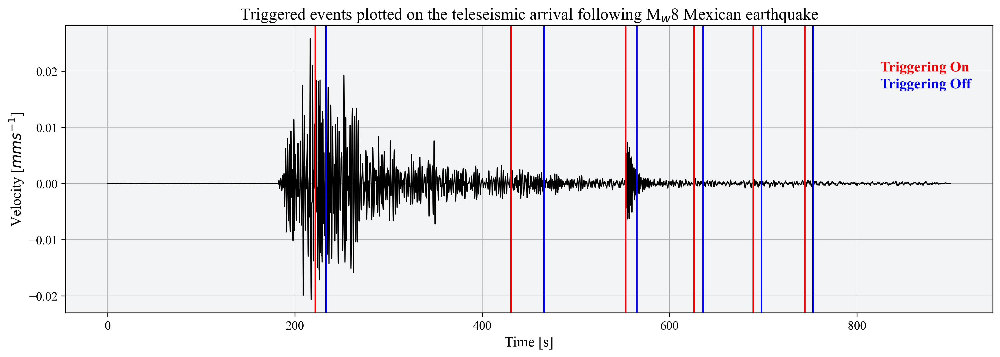 Triggered events plotted on the teleseismic arrival following M_w8 Mexican earthquake
Triggering On
Triggering Off
Velocity [mms⁻¹]
0.02
0.01
0.00
−0.01
−0.02
0 200 400 600 800
Time [s]